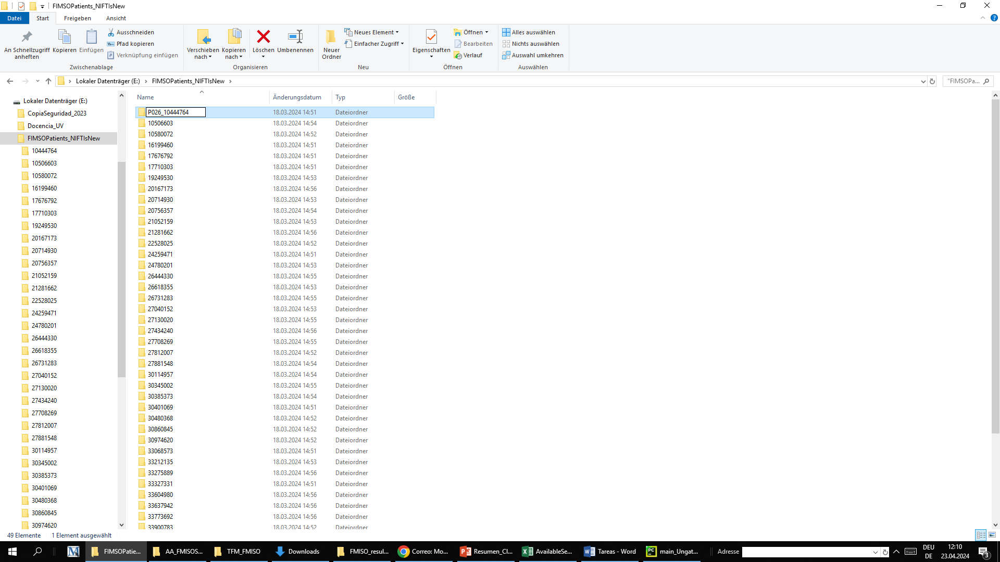 FIMSOPatients_NIFTIsNew
Datei Start Freigeben Ansicht
An Schnellzugriff anheften
Kopieren
Einfügen
Ausschneiden
Pfad kopieren
Verknüpfung einfügen
Zwischenablage
Verschieben nach
Kopieren nach
Löschen
Umbenennen
Organisieren
Neuer Ordner
Neues Element
Einfacher Zugriff
Neu
Eigenschaften
Öffnen
Bearbeiten
Verlauf
Öffnen
Alles auswählen
Nichts auswählen
Auswahl umkehren
Auswählen
Lokaler Datenträger (E:) › FIMSOPatients_NIFTIsNew ›
"FIMSOPa...
Lokaler Datenträger (E:)
CopiaSeguridad_2023
Docencia_UV
FIMSOPatients_NIFTIsNew
10444764
10506603
10580072
16199460
17676792
17710303
19249530
20167173
20714930
20756357
21052159
21281662
22528025
24259471
24780201
26444330
26618355
26731283
27040152
27130020
27434240
27708269
27812007
27881548
30114957
30345002
30385373
30401069
30480368
30860845
30974620
Name Änderungsdatum Typ Größe
P026_10444764 18.03.2024 14:51 Dateiordner
10506603 18.03.2024 14:54 Dateiordner
10580072 18.03.2024 14:52 Dateiordner
16199460 18.03.2024 14:51 Dateiordner
17676792 18.03.2024 14:51 Dateiordner
17710303 18.03.2024 14:51 Dateiordner
19249530 18.03.2024 14:53 Dateiordner
20167173 18.03.2024 14:56 Dateiordner
20714930 18.03.2024 14:53 Dateiordner
20756357 18.03.2024 14:54 Dateiordner
21052159 18.03.2024 14:53 Dateiordner
21281662 18.03.2024 14:56 Dateiordner
22528025 18.03.2024 14:52 Dateiordner
24259471 18.03.2024 14:51 Dateiordner
24780201 18.03.2024 14:53 Dateiordner
26444330 18.03.2024 14:55 Dateiordner
26618355 18.03.2024 14:53 Dateiordner
26731283 18.03.2024 14:55 Dateiordner
27040152 18.03.2024 14:53 Dateiordner
27130020 18.03.2024 14:55 Dateiordner
27434240 18.03.2024 14:56 Dateiordner
27708269 18.03.2024 14:55 Dateiordner
27812007 18.03.2024 14:52 Dateiordner
27881548 18.03.2024 14:54 Dateiordner
30114957 18.03.2024 14:54 Dateiordner
30345002 18.03.2024 14:55 Dateiordner
30385373 18.03.2024 14:54 Dateiordner
30401069 18.03.2024 14:51 Dateiordner
30480368 18.03.2024 14:52 Dateiordner
30860845 18.03.2024 14:52 Dateiordner
30974620 18.03.2024 14:52 Dateiordner
33068573 18.03.2024 14:51 Dateiordner
33212135 18.03.2024 14:53 Dateiordner
33275889 18.03.2024 14:56 Dateiordner
33327331 18.03.2024 14:51 Dateiordner
33604980 18.03.2024 14:56 Dateiordner
33637942 18.03.2024 14:56 Dateiordner
33773692 18.03.2024 14:56 Dateiordner
33900783 18.03.2024 14:52 Dateiordner
49 Elemente 1 Element ausgewählt
FIMSOPatie... AA_FMISOS... TFM_FMISO Downloads FMISO_resul... Correo: Mo... Resumen_Cl... AvailableSe... Tareas - Word main_Ungat... Adresse
DEU
DE
12:10
23.04.2024
3